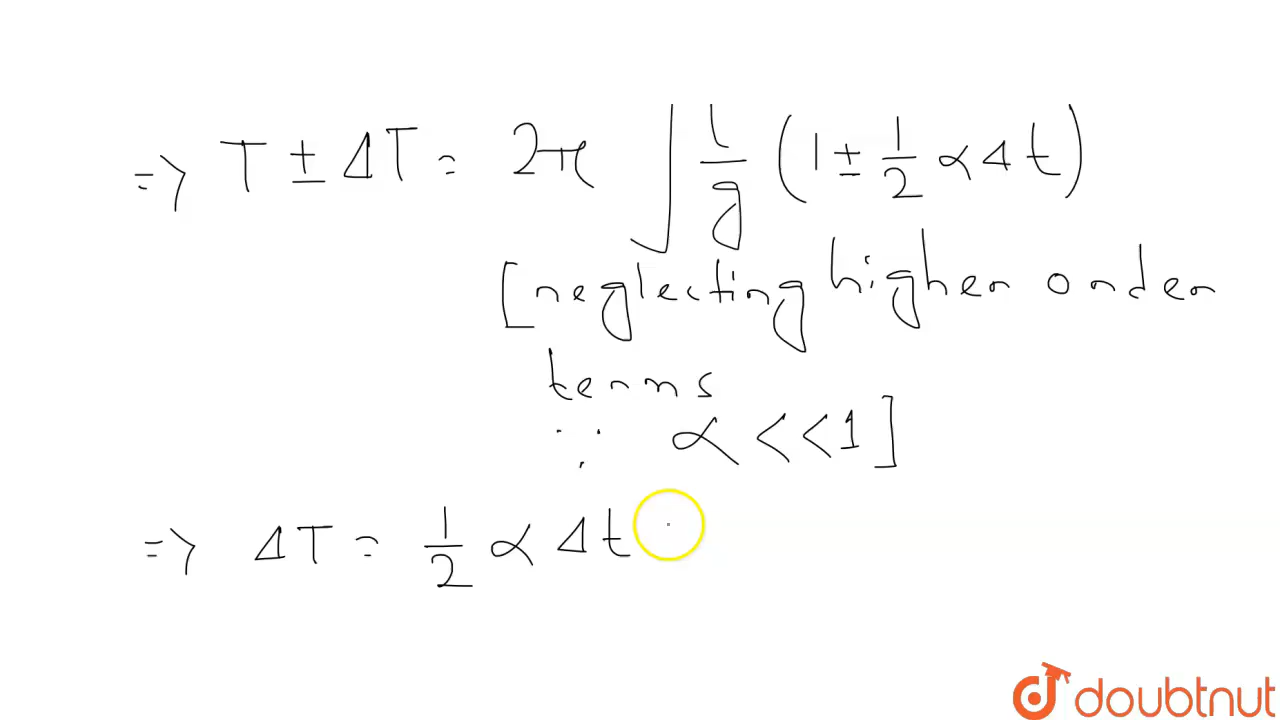 ⇒ T ± ΔT = 2π √(l/g) (1 ± 1/2 α Δt)
[neglecting higher order
terms
∵ α <<1]
⇒ ΔT = 1/2 α Δt
doubtnut